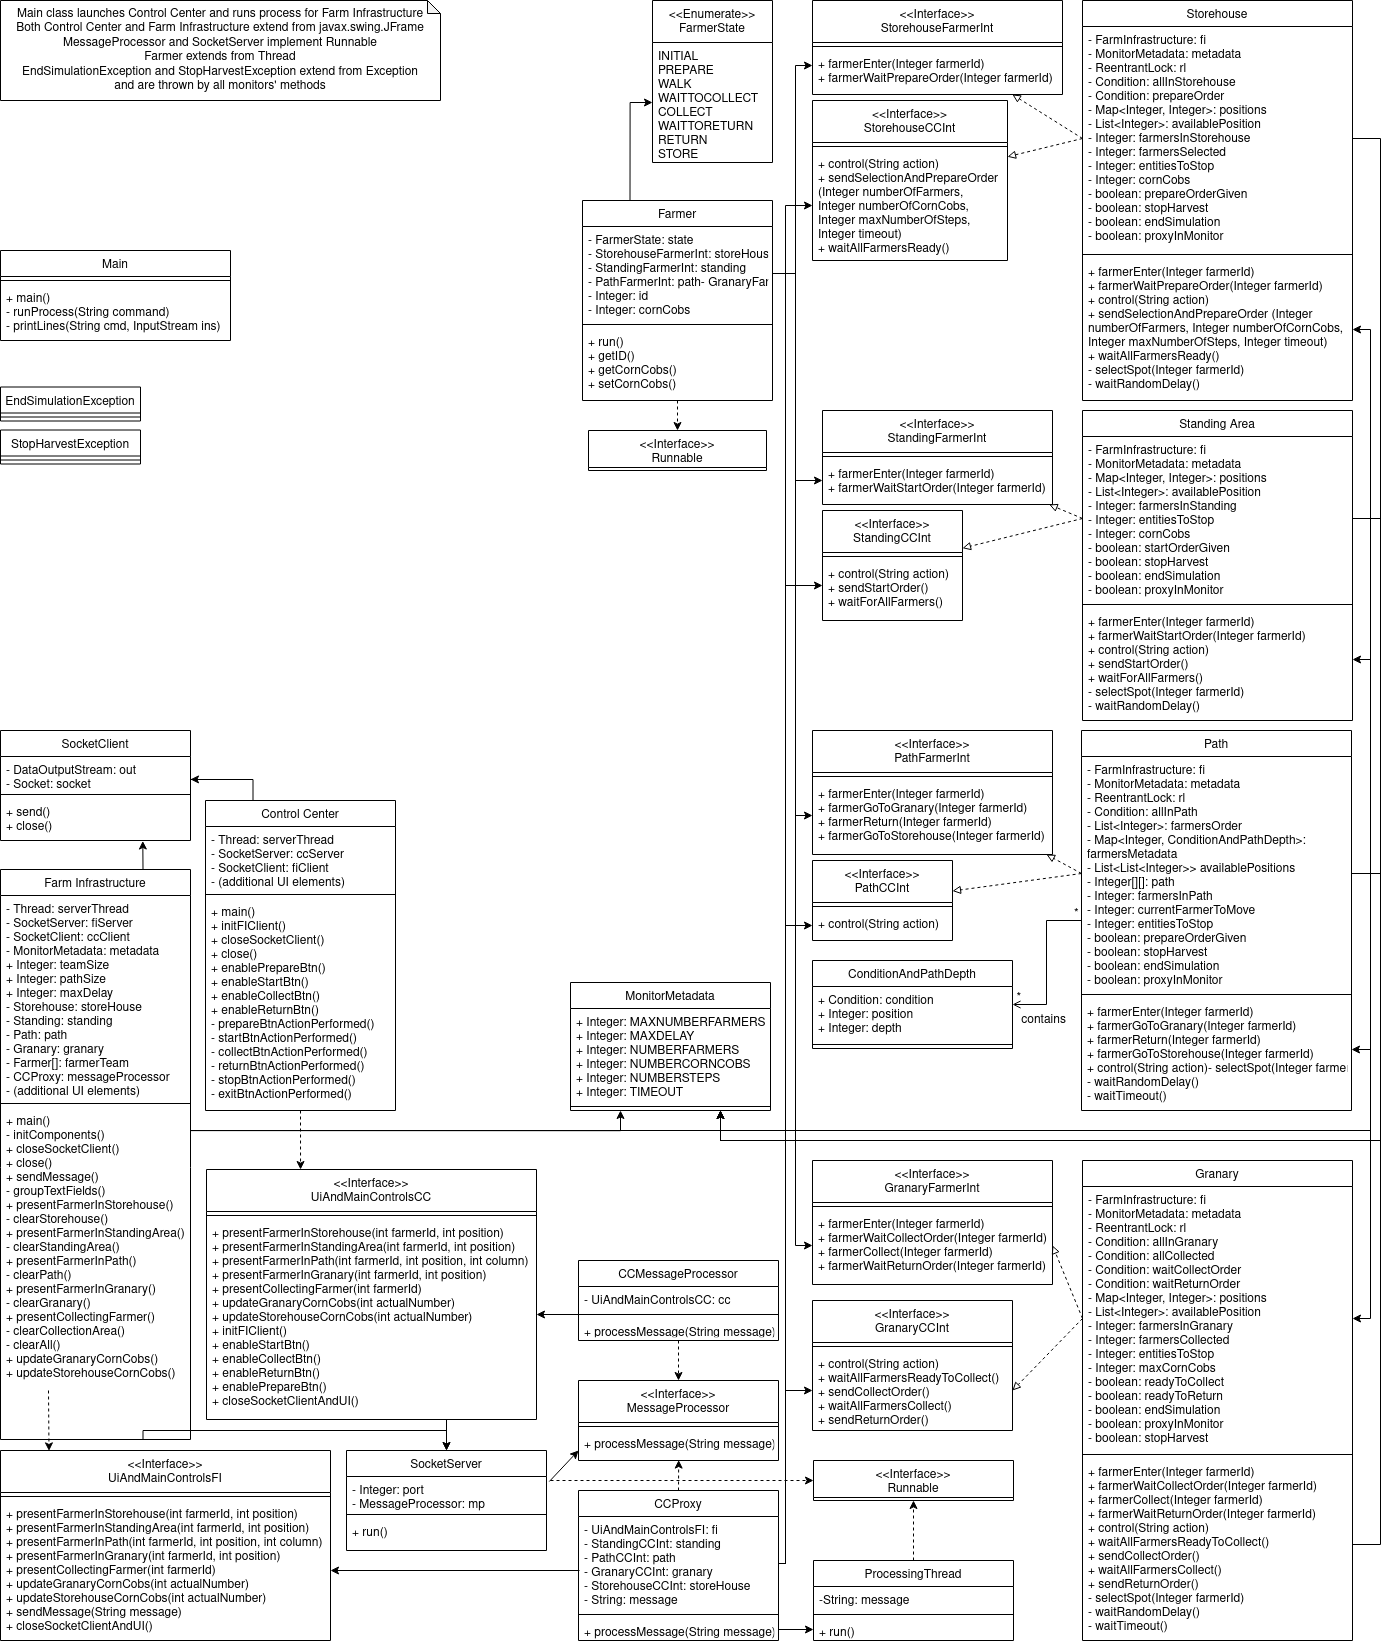 Main class launches Control Center and runs process for Farm Infrastructure
Both Control Center and Farm Infrastructure extend from javax.swing.JFrame
MessageProcessor and SocketServer implement Runnable
Farmer extends from Thread
EndSimulationException and StopHarvestException extend from Exception
and are thrown by all monitors' methods
Main
+ main()
- runProcess(String command)
- printLines(String cmd, InputStream ins)
EndSimulationException
StopHarvestException
<<Enumerate>>
FarmerState
INITIAL
PREPARE
WALK
WAITTOCOLLECT
COLLECT
WAITTORETURN
RETURN
STORE
Farmer
- FarmerState: state
- StorehouseFarmerInt: storeHous
- StandingFarmerInt: standing
- PathFarmerInt: path- GranaryFar
- Integer: id
- Integer: cornCobs
+ run()
+ getID()
+ getCornCobs()
+ setCornCobs()
<<Interface>>
Runnable
<<Interface>>
StorehouseFarmerInt
+ farmerEnter(Integer farmerId)
+ farmerWaitPrepareOrder(Integer farmerId)
<<Interface>>
StorehouseCCInt
+ control(String action)
+ sendSelectionAndPrepareOrder
(Integer numberOfFarmers,
Integer numberOfCornCobs,
Integer maxNumberOfSteps,
Integer timeout)
+ waitAllFarmersReady()
Storehouse
- FarmInfrastructure: fi
- MonitorMetadata: metadata
- ReentrantLock: rl
- Condition: allInStorehouse
- Condition: prepareOrder
- Map<Integer, Integer>: positions
- List<Integer>: availablePosition
- Integer: farmersInStorehouse
- Integer: farmersSelected
- Integer: entitiesToStop
- Integer: cornCobs
- boolean: prepareOrderGiven
- boolean: stopHarvest
- boolean: endSimulation
- boolean: proxyInMonitor
+ farmerEnter(Integer farmerId)
+ farmerWaitPrepareOrder(Integer farmerId)
+ control(String action)
+ sendSelectionAndPrepareOrder (Integer
numberOfFarmers, Integer numberOfCornCobs,
Integer maxNumberOfSteps, Integer timeout)
+ waitAllFarmersReady()
- selectSpot(Integer farmerId)
- waitRandomDelay()
<<Interface>>
StandingFarmerInt
+ farmerEnter(Integer farmerId)
+ farmerWaitStartOrder(Integer farmerId)
<<Interface>>
StandingCCInt
+ control(String action)
+ sendStartOrder()
+ waitForAllFarmers()
Standing Area
- FarmInfrastructure: fi
- MonitorMetadata: metadata
- Map<Integer, Integer>: positions
- List<Integer>: availablePosition
- Integer: farmersInStanding
- Integer: entitiesToStop
- Integer: cornCobs
- boolean: startOrderGiven
- boolean: stopHarvest
- boolean: endSimulation
- boolean: proxyInMonitor
+ farmerEnter(Integer farmerId)
+ farmerWaitStartOrder(Integer farmerId)
+ control(String action)
+ sendStartOrder()
+ waitForAllFarmers()
- selectSpot(Integer farmerId)
- waitRandomDelay()
SocketClient
- DataOutputStream: out
- Socket: socket
+ send()
+ close()
Control Center
- Thread: serverThread
- SocketServer: ccServer
- SocketClient: fiClient
- (additional UI elements)
+ main()
+ initFIClient()
+ closeSocketClient()
+ close()
+ enablePrepareBtn()
+ enableStartBtn()
+ enableCollectBtn()
+ enableReturnBtn()
- prepareBtnActionPerformed()
- startBtnActionPerformed()
- collectBtnActionPerformed()
- returnBtnActionPerformed()
- stopBtnActionPerformed()
- exitBtnActionPerformed()
Farm Infrastructure
- Thread: serverThread
- SocketServer: fiServer
- SocketClient: ccClient
- MonitorMetadata: metadata
+ Integer: teamSize
+ Integer: pathSize
+ Integer: maxDelay
- Storehouse: storeHouse
- Standing: standing
- Path: path
- Granary: granary
- Farmer[]: farmerTeam
- CCProxy: messageProcessor
- (additional UI elements)
+ main()
- initComponents()
+ closeSocketClient()
+ close()
+ sendMessage()
- groupTextFields()
+ presentFarmerInStorehouse()
- clearStorehouse()
+ presentFarmerInStandingArea()
- clearStandingArea()
+ presentFarmerInPath()
- clearPath()
+ presentFarmerInGranary()
- clearGranary()
+ presentCollectingFarmer()
- clearCollectionArea()
- clearAll()
+ updateGranaryCornCobs()
+ updateStorehouseCornCobs()
MonitorMetadata
+ Integer: MAXNUMBERFARMERS
+ Integer: MAXDELAY
+ Integer: NUMBERFARMERS
+ Integer: NUMBERCORNCOBS
+ Integer: NUMBERSTEPS
+ Integer: TIMEOUT
<<Interface>>
PathFarmerInt
+ farmerEnter(Integer farmerId)
+ farmerGoToGranary(Integer farmerId)
+ farmerReturn(Integer farmerId)
+ farmerGoToStorehouse(Integer farmerId)
<<Interface>>
PathCCInt
+ control(String action)
ConditionAndPathDepth
+ Condition: condition
+ Integer: position
+ Integer: depth
*
*
contains
Path
- FarmInfrastructure: fi
- MonitorMetadata: metadata
- ReentrantLock: rl
- Condition: allInPath
- List<Integer>: farmersOrder
- Map<Integer, ConditionAndPathDepth>:
farmersMetadata
- List<List<Integer>> availablePositions
- Integer[][]: path
- Integer: farmersInPath
- Integer: currentFarmerToMove
- Integer: entitiesToStop
- boolean: prepareOrderGiven
- boolean: stopHarvest
- boolean: endSimulation
- boolean: proxyInMonitor
+ farmerEnter(Integer farmerId)
+ farmerGoToGranary(Integer farmerId)
+ farmerReturn(Integer farmerId)
+ farmerGoToStorehouse(Integer farmerId)
+ control(String action)- selectSpot(Integer farme
- waitRandomDelay()
- waitTimeout()
<<Interface>>
UiAndMainControlsCC
+ presentFarmerInStorehouse(int farmerId, int position)
+ presentFarmerInStandingArea(int farmerId, int position)
+ presentFarmerInPath(int farmerId, int position, int column)
+ presentFarmerInGranary(int farmerId, int position)
+ presentCollectingFarmer(int farmerId)
+ updateGranaryCornCobs(int actualNumber)
+ updateStorehouseCornCobs(int actualNumber)
+ initFIClient()
+ enableStartBtn()
+ enableCollectBtn()
+ enableReturnBtn()
+ enablePrepareBtn()
+ closeSocketClientAndUI()
CCMessageProcessor
- UiAndMainControlsCC: cc
+ processMessage(String message)
<<Interface>>
MessageProcessor
+ processMessage(String message)
<<Interface>>
GranaryFarmerInt
+ farmerEnter(Integer farmerId)
+ farmerWaitCollectOrder(Integer farmerId)
+ farmerCollect(Integer farmerId)
+ farmerWaitReturnOrder(Integer farmerId)
<<Interface>>
GranaryCCInt
+ control(String action)
+ waitAllFarmersReadyToCollect()
+ sendCollectOrder()
+ waitAllFarmersCollect()
+ sendReturnOrder()
Granary
- FarmInfrastructure: fi
- MonitorMetadata: metadata
- ReentrantLock: rl
- Condition: allInGranary
- Condition: allCollected
- Condition: waitCollectOrder
- Condition: waitReturnOrder
- Map<Integer, Integer>: positions
- List<Integer>: availablePosition
- Integer: farmersInGranary
- Integer: farmersCollected
- Integer: entitiesToStop
- Integer: maxCornCobs
- boolean: readyToCollect
- boolean: readyToReturn
- boolean: endSimulation
- boolean: proxyInMonitor
- boolean: stopHarvest
+ farmerEnter(Integer farmerId)
+ farmerWaitCollectOrder(Integer farmerId)
+ farmerCollect(Integer farmerId)
+ farmerWaitReturnOrder(Integer farmerId)
+ control(String action)
+ waitAllFarmersReadyToCollect()
+ sendCollectOrder()
+ waitAllFarmersCollect()
+ sendReturnOrder()
- selectSpot(Integer farmerId)
- waitRandomDelay()
- waitTimeout()
<<Interface>>
UiAndMainControlsFI
+ presentFarmerInStorehouse(int farmerId, int position)
+ presentFarmerInStandingArea(int farmerId, int position)
+ presentFarmerInPath(int farmerId, int position, int column)
+ presentFarmerInGranary(int farmerId, int position)
+ presentCollectingFarmer(int farmerId)
+ updateGranaryCornCobs(int actualNumber)
+ updateStorehouseCornCobs(int actualNumber)
+ sendMessage(String message)
+ closeSocketClientAndUI()
SocketServer
- Integer: port
- MessageProcessor: mp
+ run()
CCProxy
- UiAndMainControlsFI: fi
- StandingCCInt: standing
- PathCCInt: path
- GranaryCCInt: granary
- StorehouseCCInt: storeHouse
- String: message
+ processMessage(String message)
<<Interface>>
Runnable
ProcessingThread
-String: message
+ run()